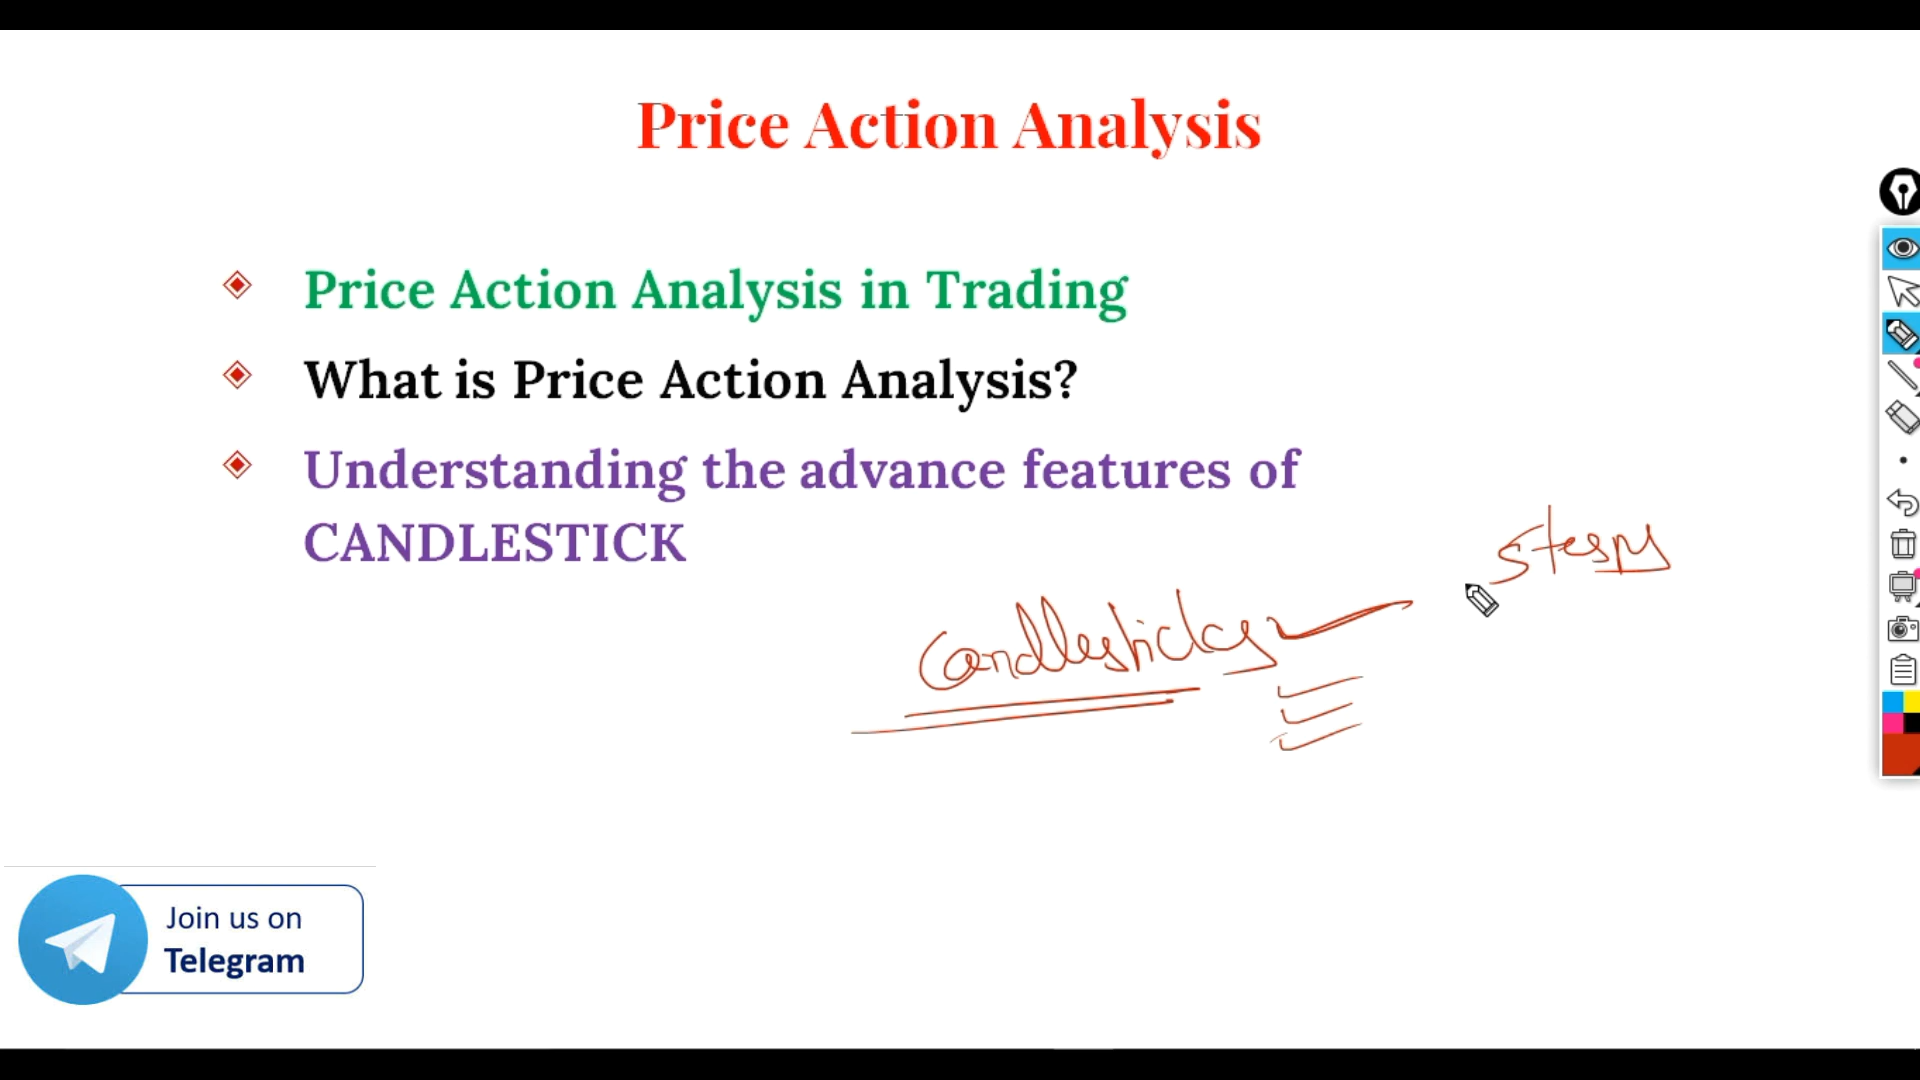 Price Action Analysis
Price Action Analysis in Trading
What is Price Action Analysis?
Understanding the advance features of
CANDLESTICK
Candlesticks
Join us on
Telegram